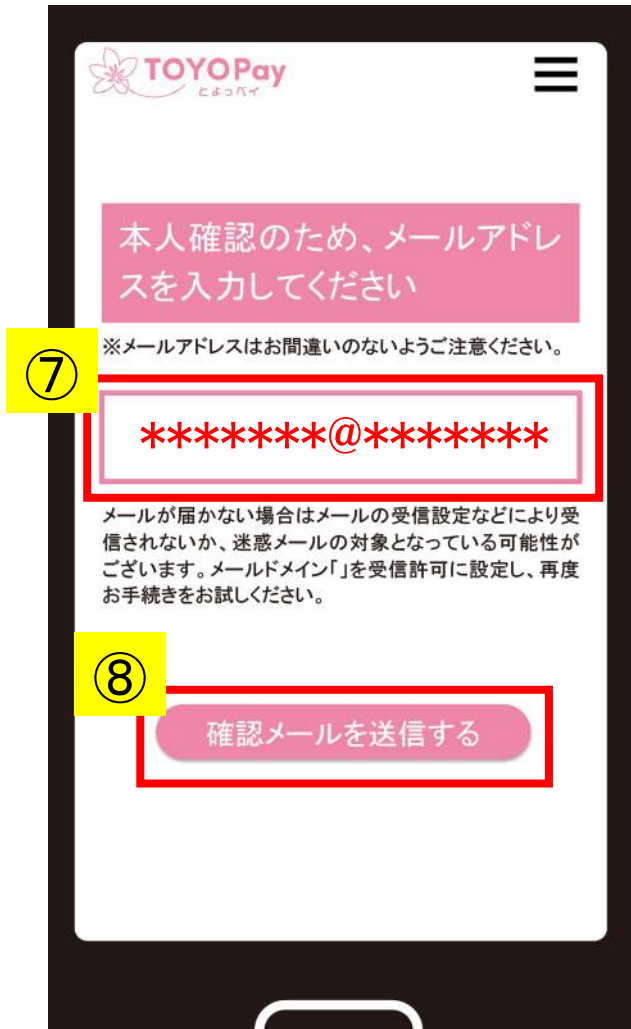 TOYOPay
とよっペイ
本人確認のため、メールアドレ
スを入力してください
※メールアドレスはお間違いのないようご注意ください。
⑦
*******@*******
メールが届かない場合はメールの受信設定などにより受
信されないか、迷惑メールの対象となっている可能性が
ございます。メールドメイン「」を受信許可に設定し、再度
お手続きをお試しください。
⑧
確認メールを送信する